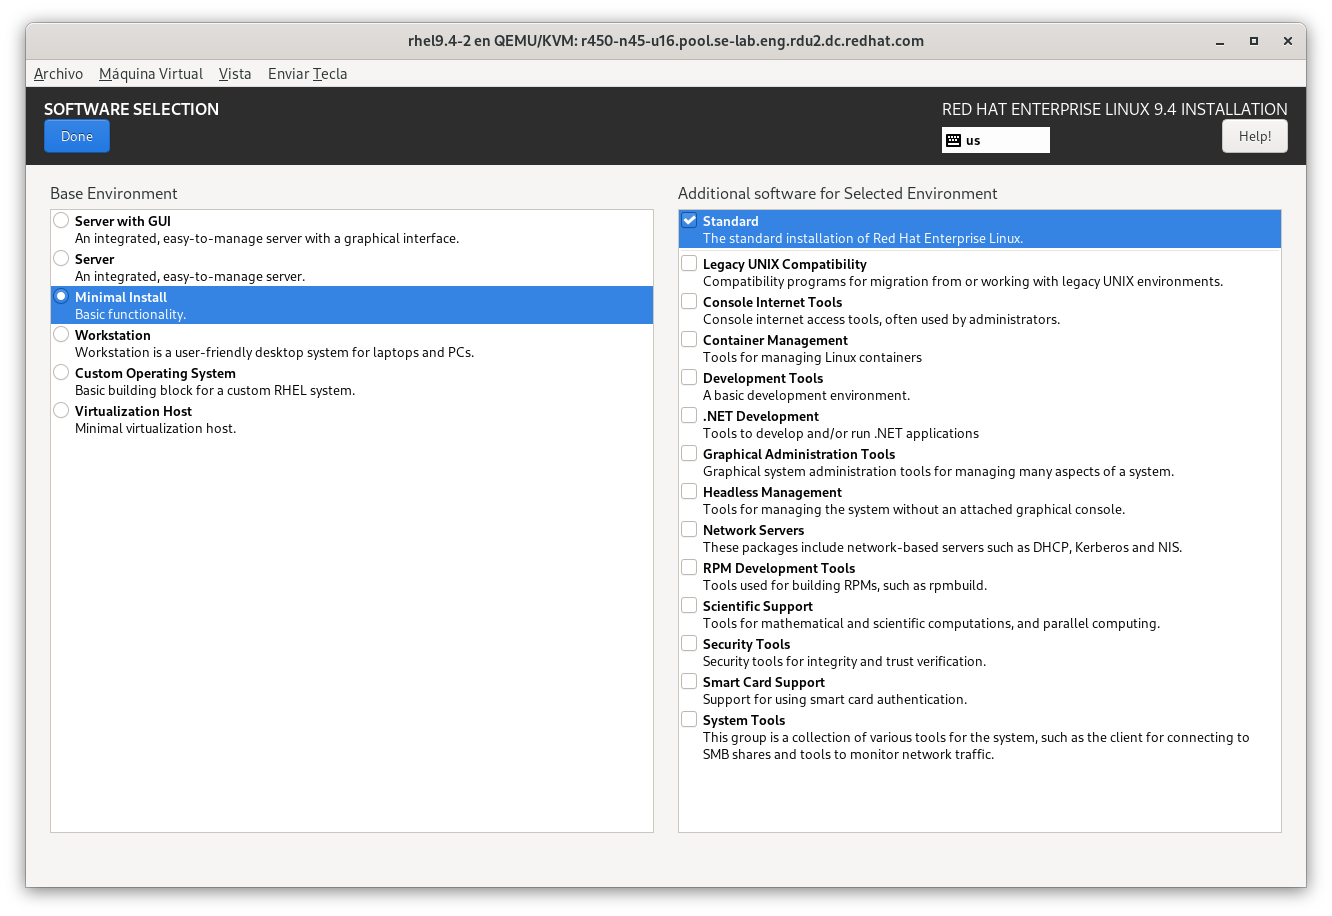 rhel9.4-2 en QEMU/KVM: r450-n45-u16.pool.se-lab.eng.rdu2.dc.redhat.com
Archivo Máquina Virtual Vista Enviar Tecla
SOFTWARE SELECTION
RED HAT ENTERPRISE LINUX 9.4 INSTALLATION
Done
us
Help!
Base Environment
Server with GUI
An integrated, easy-to-manage server with a graphical interface.
Server
An integrated, easy-to-manage server.
Minimal Install
Basic functionality.
Workstation
Workstation is a user-friendly desktop system for laptops and PCs.
Custom Operating System
Basic building block for a custom RHEL system.
Virtualization Host
Minimal virtualization host.
Additional software for Selected Environment
Standard
The standard installation of Red Hat Enterprise Linux.
Legacy UNIX Compatibility
Compatibility programs for migration from or working with legacy UNIX environments.
Console Internet Tools
Console internet access tools, often used by administrators.
Container Management
Tools for managing Linux containers
Development Tools
A basic development environment.
.NET Development
Tools to develop and/or run .NET applications
Graphical Administration Tools
Graphical system administration tools for managing many aspects of a system.
Headless Management
Tools for managing the system without an attached graphical console.
Network Servers
These packages include network-based servers such as DHCP, Kerberos and NIS.
RPM Development Tools
Tools used for building RPMs, such as rpmbuild.
Scientific Support
Tools for mathematical and scientific computations, and parallel computing.
Security Tools
Security tools for integrity and trust verification.
Smart Card Support
Support for using smart card authentication.
System Tools
This group is a collection of various tools for the system, such as the client for connecting to
SMB shares and tools to monitor network traffic.